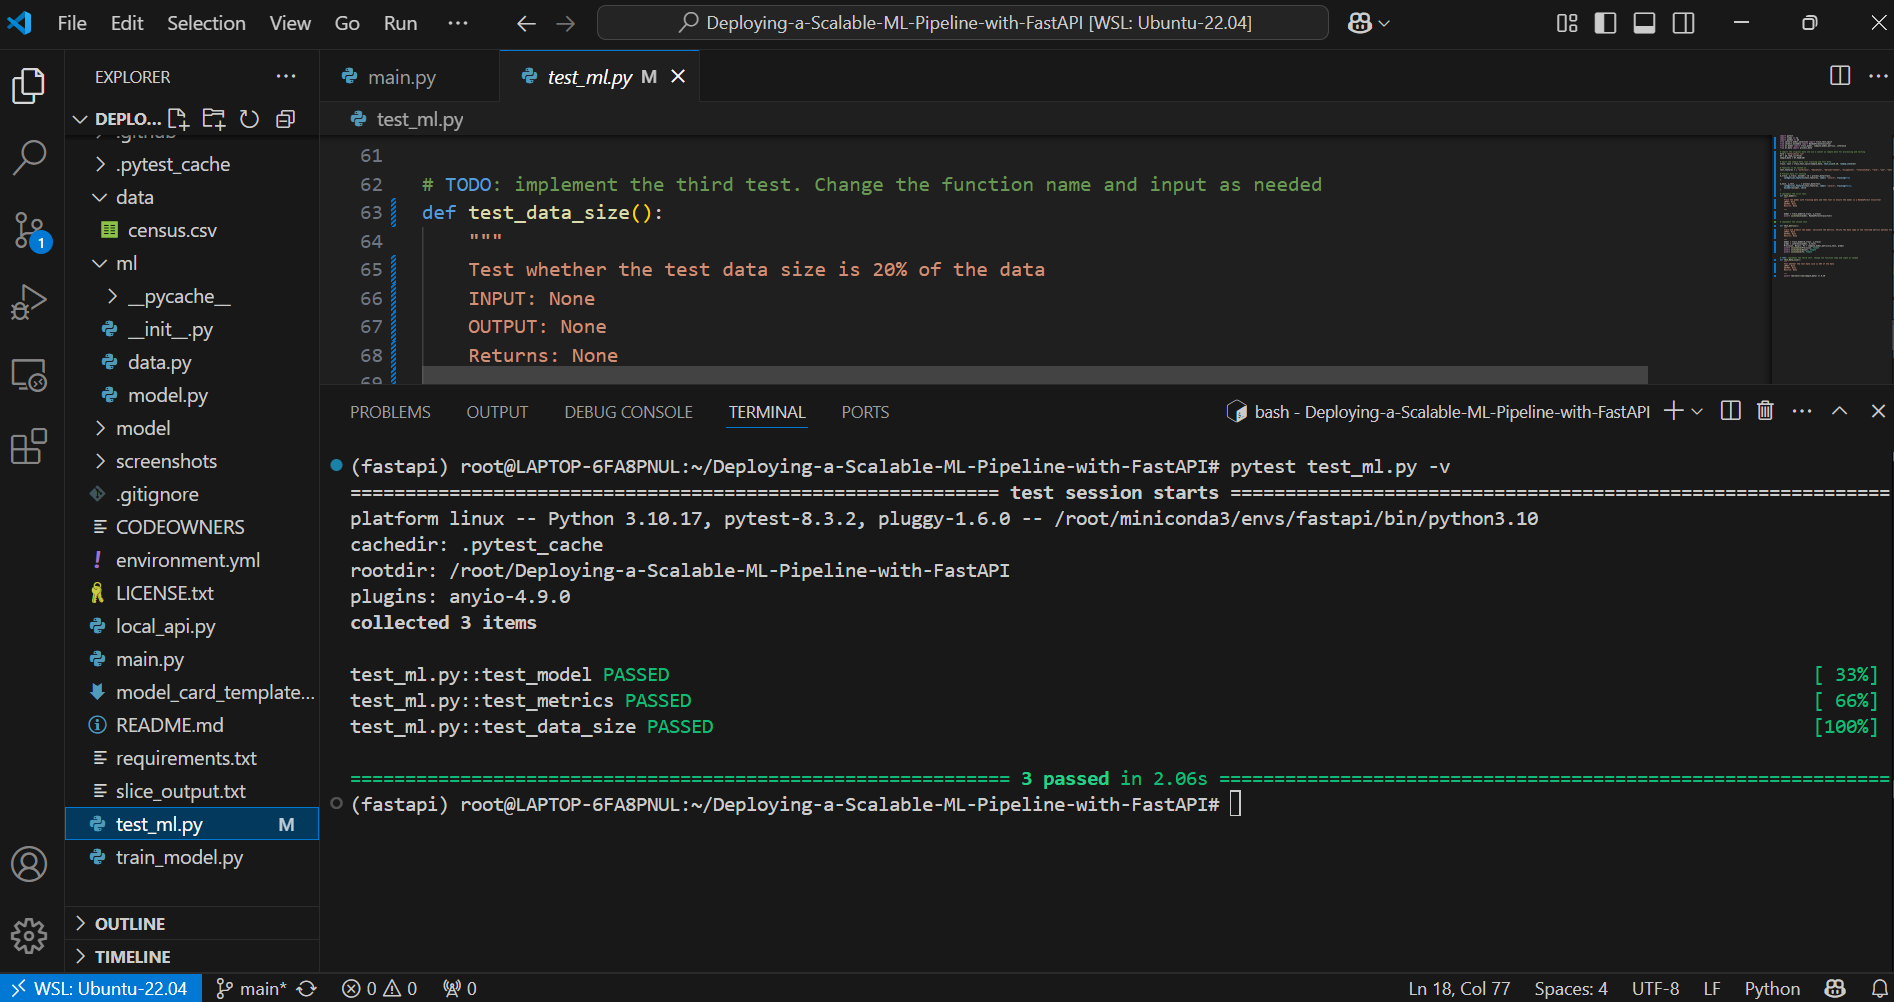 File Edit Selection View Go Run ··· Deploying-a-Scalable-ML-Pipeline-with-FastAPI [WSL: Ubuntu-22.04]
EXPLORER
main.py
test_ml.py M
DEPLO...
test_ml.py
.github
.pytest_cache
data
census.csv
ml
__pycache__
__init__.py
data.py
model.py
model
screenshots
.gitignore
CODEOWNERS
environment.yml
LICENSE.txt
local_api.py
main.py
model_card_template...
README.md
requirements.txt
slice_output.txt
test_ml.py M
train_model.py
OUTLINE
TIMELINE
1
61
62 # TODO: implement the third test. Change the function name and input as needed
63 def test_data_size():
64 """
65 Test whether the test data size is 20% of the data
66 INPUT: None
67 OUTPUT: None
68 Returns: None
69
PROBLEMS OUTPUT DEBUG CONSOLE TERMINAL PORTS
bash - Deploying-a-Scalable-ML-Pipeline-with-FastAPI
(fastapi) root@LAPTOP-6FA8PNUL:~/Deploying-a-Scalable-ML-Pipeline-with-FastAPI# pytest test_ml.py -v
=========================================================== test session starts ============================================================
platform linux -- Python 3.10.17, pytest-8.3.2, pluggy-1.6.0 -- /root/miniconda3/envs/fastapi/bin/python3.10
cachedir: .pytest_cache
rootdir: /root/Deploying-a-Scalable-ML-Pipeline-with-FastAPI
plugins: anyio-4.9.0
collected 3 items
test_ml.py::test_model PASSED [ 33%]
test_ml.py::test_metrics PASSED [ 66%]
test_ml.py::test_data_size PASSED [100%]
============================================================ 3 passed in 2.06s =============================================================
(fastapi) root@LAPTOP-6FA8PNUL:~/Deploying-a-Scalable-ML-Pipeline-with-FastAPI#
WSL: Ubuntu-22.04 main* 0 0 0 Ln 18, Col 77 Spaces: 4 UTF-8 LF Python